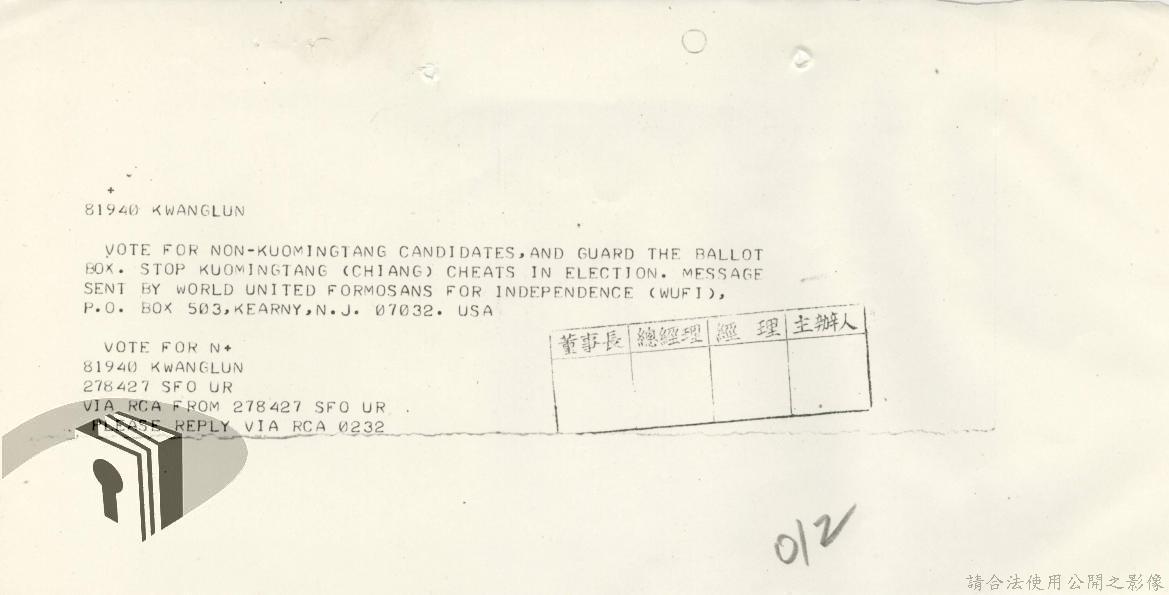 +
81940 KWANGLUN
VOTE FOR NON-KUOMINGTANG CANDIDATES,AND GUARD THE BALLOT
BOX. STOP KUOMINGTANG (CHIANG) CHEATS IN ELECTION. MESSAGE
SENT BY WORLD UNITED FORMOSANS FOR INDEPENDENCE (WUFI),
P.O. BOX 503,KEARNY,N.J. 07032. USA
董事長 總經理 經理 主辦人
VOTE FOR N+
81940 KWANGLUN
278427 SFO UR
VIA RCA FROM 278427 SFO UR .
PLEASE REPLY VIA RCA 0232
012
請合法使用公開之影像